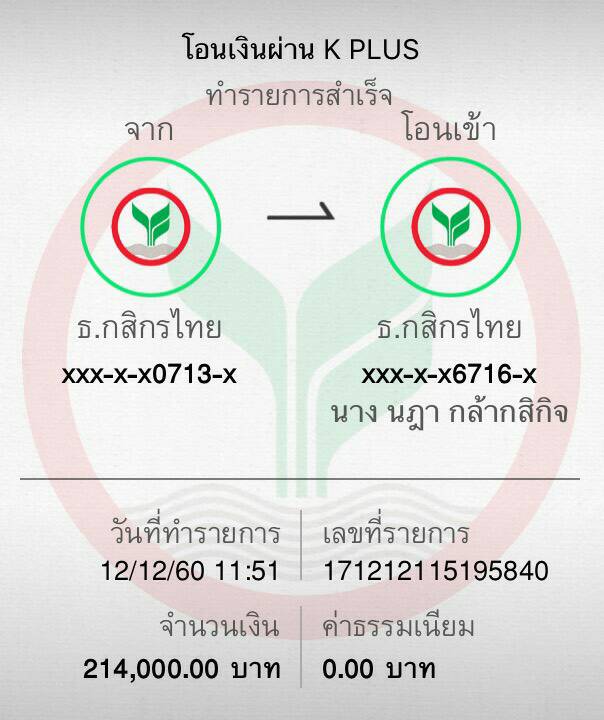 โอนเงินผ่าน K PLUS
ทำรายการสำเร็จ
จาก
โอนเข้า
ธ.กสิกรไทย
ธ.กสิกรไทย
xxx-x-x0713-x
xxx-x-x6716-x
นาง นฎา กล้ากสิกิจ
วันที่ทำรายการ
เลขที่รายการ
12/12/60 11:51
171212115195840
จำนวนเงิน
ค่าธรรมเนียม
214,000.00 บาท
0.00 บาท